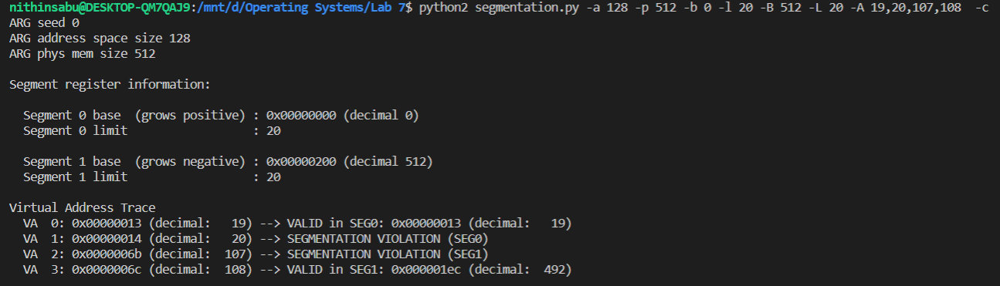 nithinsabu@DESKTOP-QM7QAJ9:/mnt/d/Operating Systems/Lab 7$ python2 segmentation.py -a 128 -p 512 -b 0 -l 20 -B 512 -L 20 -A 19,20,107,108  -c
ARG seed 0
ARG address space size 128
ARG phys mem size 512

Segment register information:

  Segment 0 base  (grows positive) : 0x00000000 (decimal 0)
  Segment 0 limit                  : 20

  Segment 1 base  (grows negative) : 0x00000200 (decimal 512)
  Segment 1 limit                  : 20

Virtual Address Trace
  VA  0: 0x00000013 (decimal:   19) --> VALID in SEG0: 0x00000013 (decimal:   19)
  VA  1: 0x00000014 (decimal:   20) --> SEGMENTATION VIOLATION (SEG0)
  VA  2: 0x0000006b (decimal:  107) --> SEGMENTATION VIOLATION (SEG1)
  VA  3: 0x0000006c (decimal:  108) --> VALID in SEG1: 0x000001ec (decimal:  492)